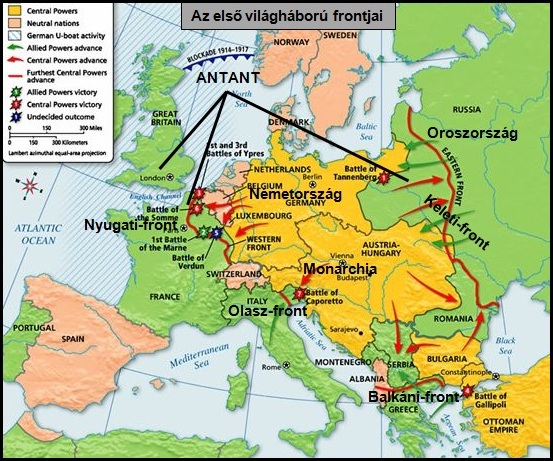 Az első világháború frontjai
Central Powers
Neutral nations
German U-boat activity
Allied Powers advance
Central Powers advance
Furthest Central Powers
advance
Allied Powers victory
Central Powers victory
Undecided outcome
0 150 300 Miles
0 150 300 Kilometers
Lambert azimuthal equal-area projection
BLOCKADE 1914–1917
NORWAY
SWEDEN
ANTANT
North
Sea
RUSSIA
GREAT
BRITAIN
DENMARK
Baltic
Sea
Oroszország
1st and 3rd
Battles of Ypres
London
NETHERLANDS
Berlin
Battle of
Tannenberg
EASTERN FRONT
English Channel
BELGIUM
Németország
GERMANY
Keleti-front
Battle of
the Somme
Nyugati-front
Paris
LUXEMBOURG
ATLANTIC
OCEAN
1st Battle
of the Marne
WESTERN
FRONT
AUSTRIA-
HUNGARY
Battle of
Verdun
Vienna
Budapest
Monarchia
SWITZERLAND
FRANCE
ITALY
Battle of
Caporetto
Olasz-front
ROMANIA
PORTUGAL
SPAIN
Adriatic Sea
Sarajevo
Black
Sea
Mediterranean
Sea
Rome
MONTENEGRO
SERBIA
BULGARIA
ALBANIA
Constantinople
Balkáni-front
Battle of
Gallipoli
GREECE
Aegean
Sea
OTTOMAN
EMPIRE